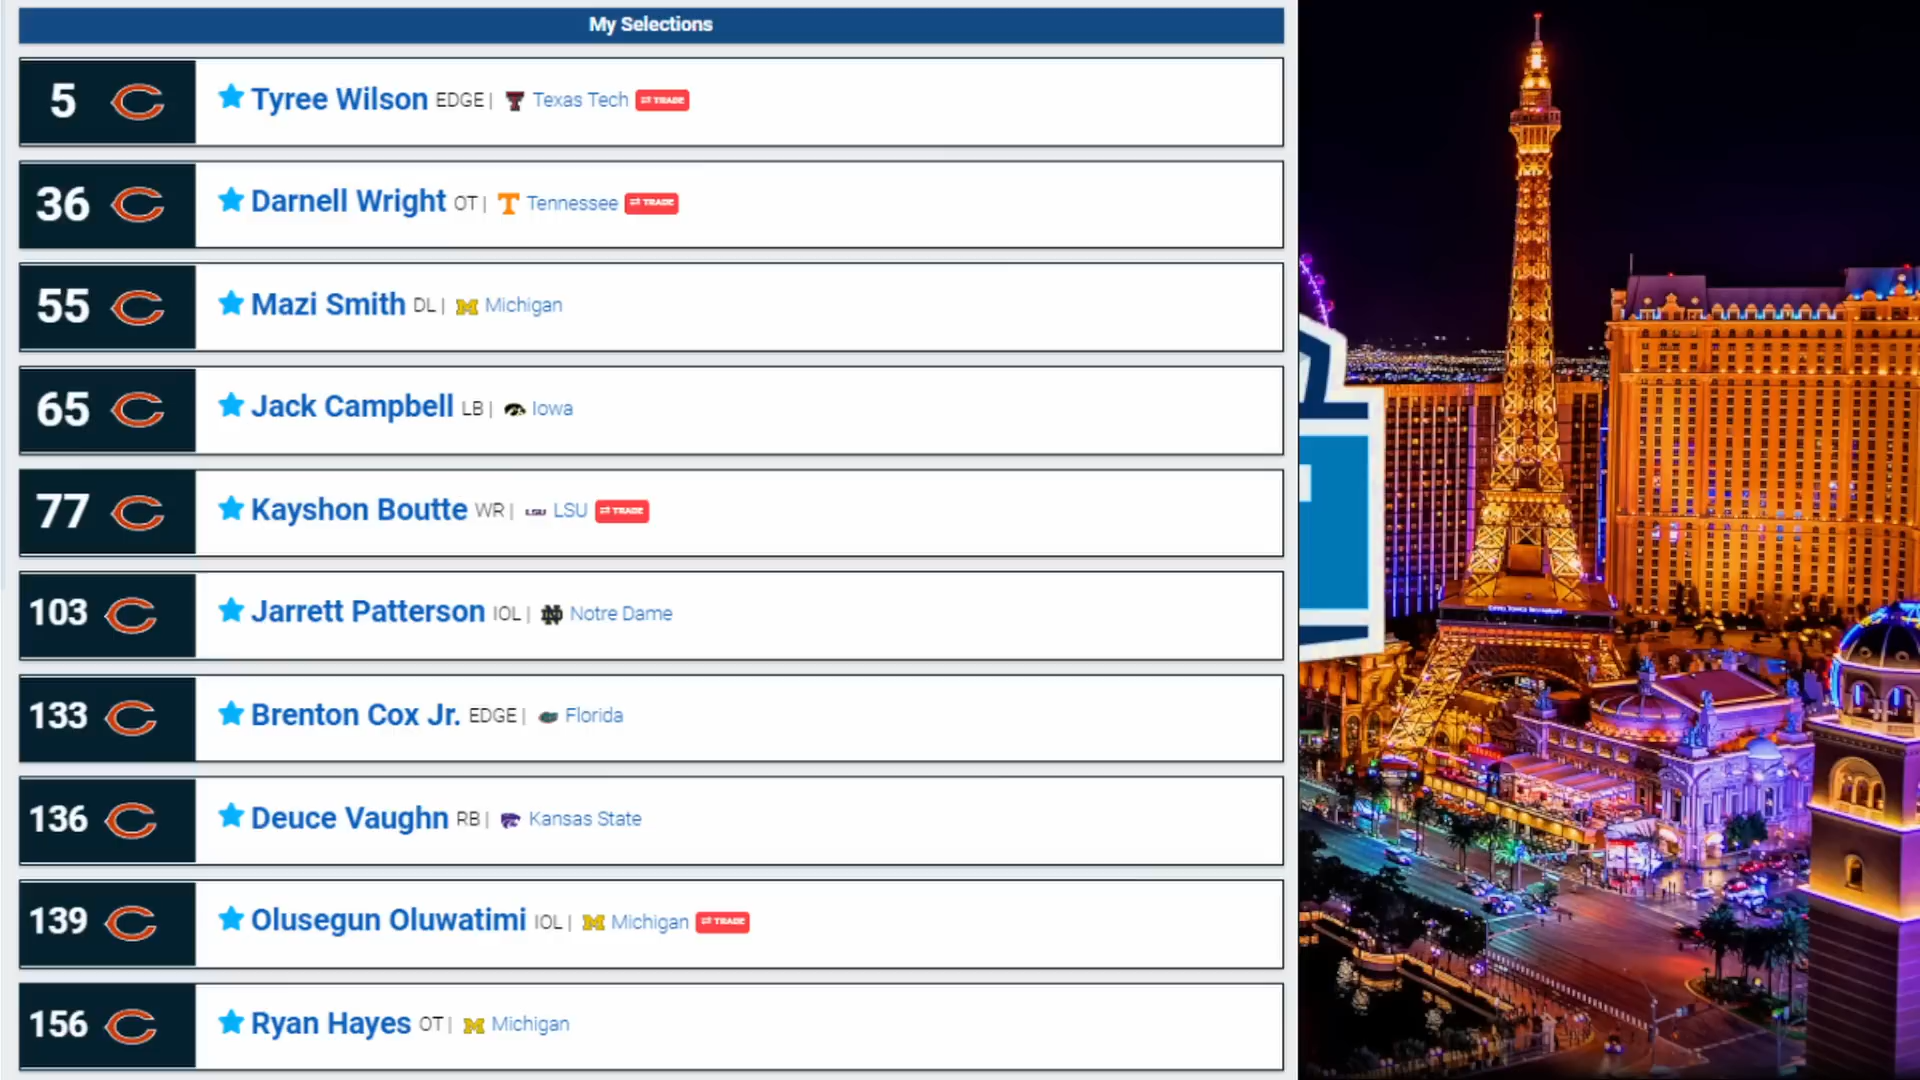 My Selections
5 Tyree Wilson EDGE | Texas Tech TRADE
36 Darnell Wright OT | Tennessee TRADE
55 Mazi Smith DL | Michigan
65 Jack Campbell LB | Iowa
77 Kayshon Boutte WR | LSU LSU TRADE
103 Jarrett Patterson IOL | Notre Dame
133 Brenton Cox Jr. EDGE | Florida
136 Deuce Vaughn RB | Kansas State
139 Olusegun Oluwatimi IOL | Michigan TRADE
156 Ryan Hayes OT | Michigan